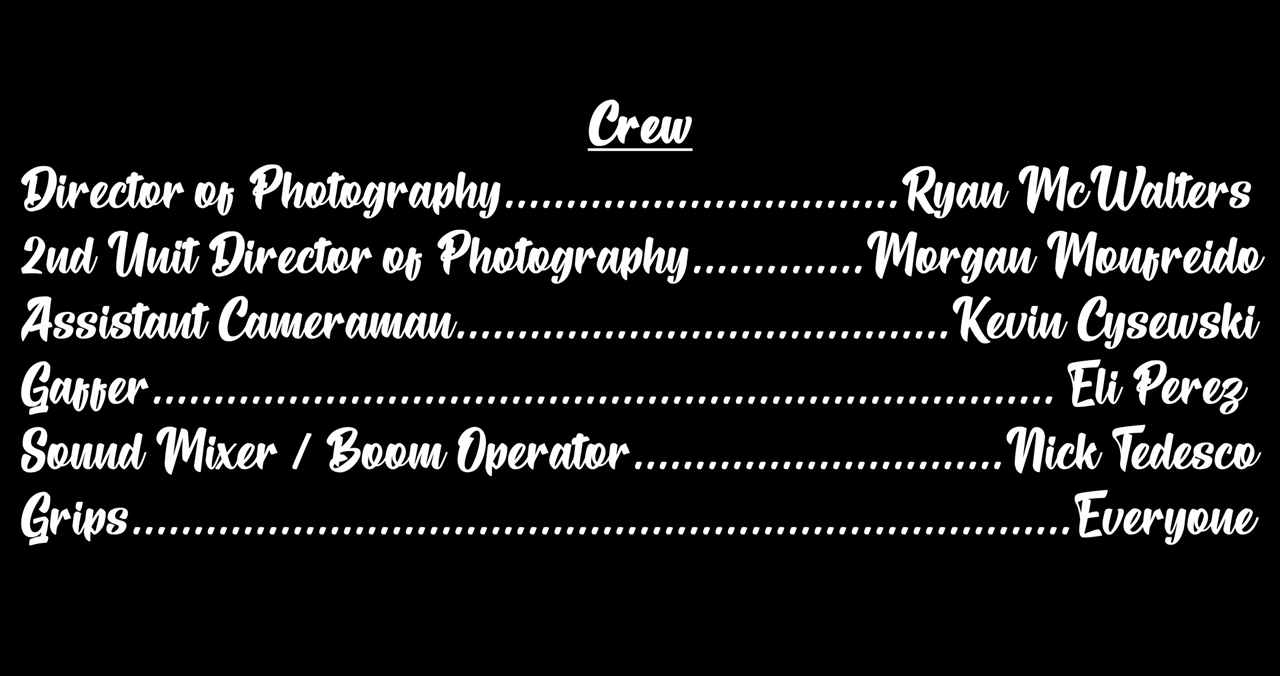 Crew
Director of Photography................................Ryan McWalters
2nd Unit Director of Photography..............Morgan Monfreido
Assistant Cameraman........................................Kevin Cysewski
Gaffer......................................................................... Eli Perez
Sound Mixer / Boom Operator..............................Nick Tedesco
Grips............................................................................Everyone